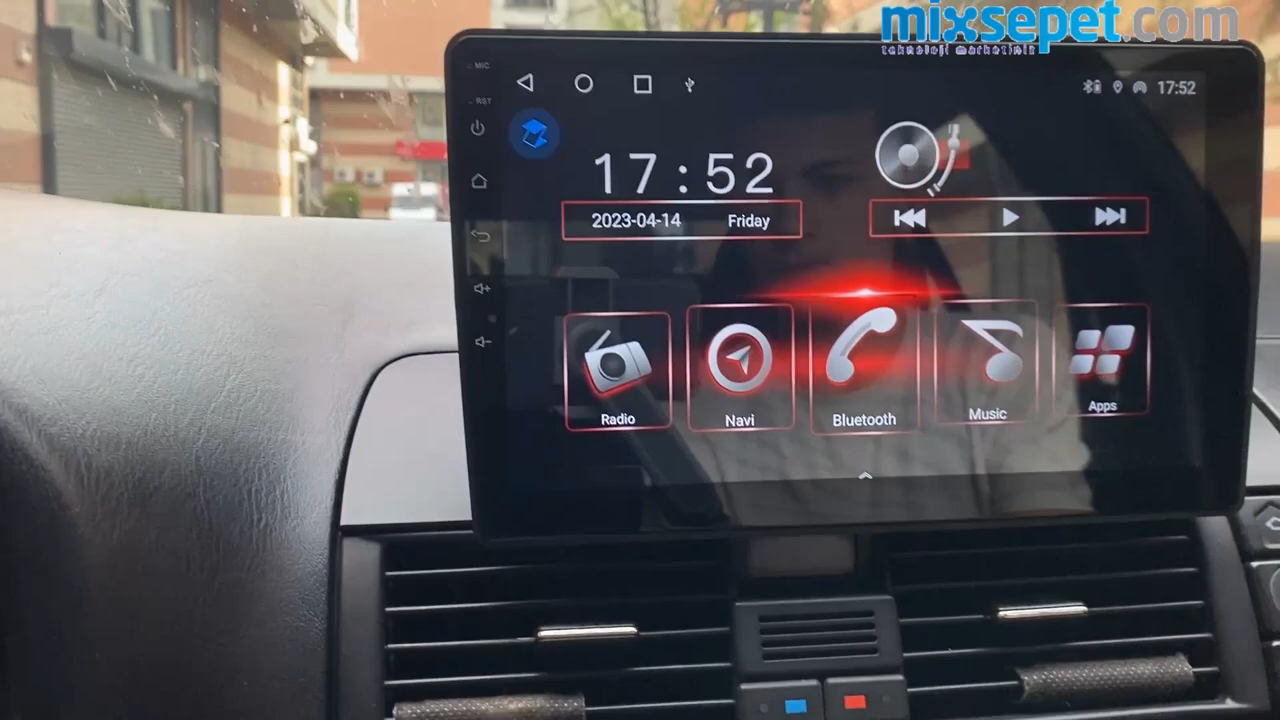 mixsepet.com
teknoloji marketiniz
MIC
RST
17:52
17:52
2023-04-14 Friday
Radio
Navi
Bluetooth
Music
Apps